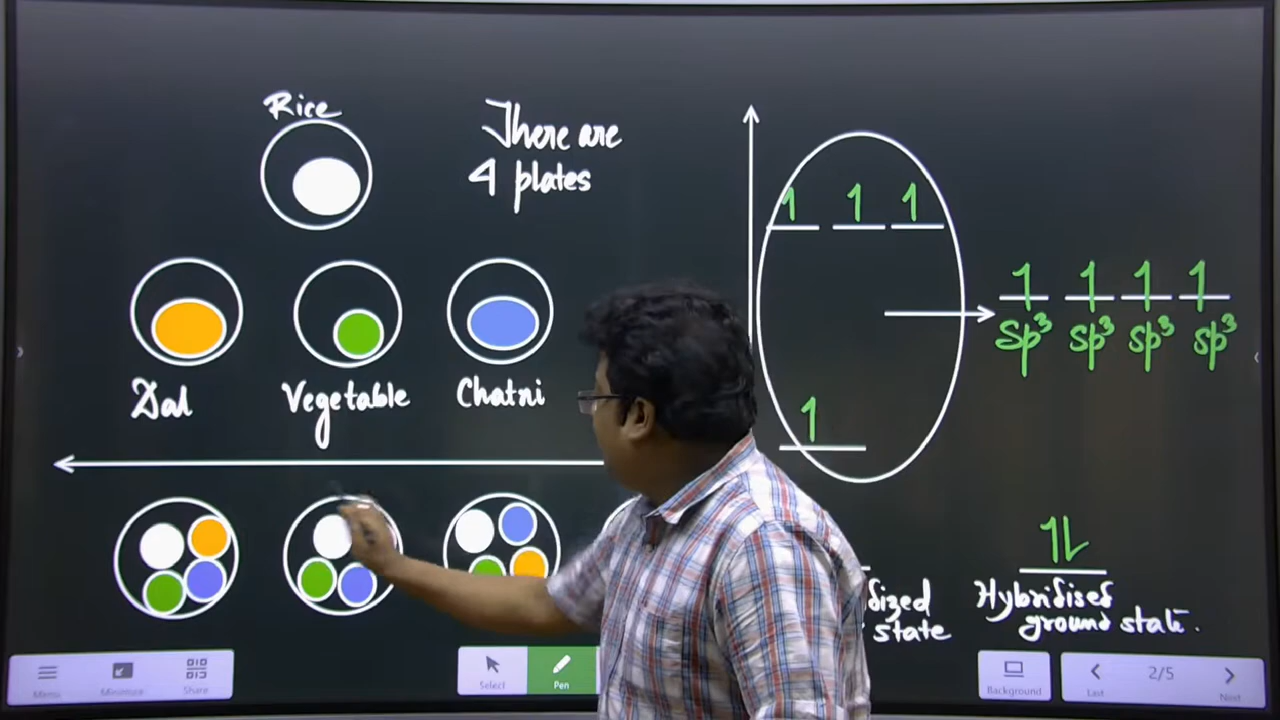 Rice
There are
4 plates
1 1 1
1 1 1 1
sp³ sp³ sp³ sp³
Dal Vegetable Chatni
1
1L
dized
state
Hybridised
ground state.
Menu
Minimize
Share
Select
Pen
Background
Last
2/5
Next